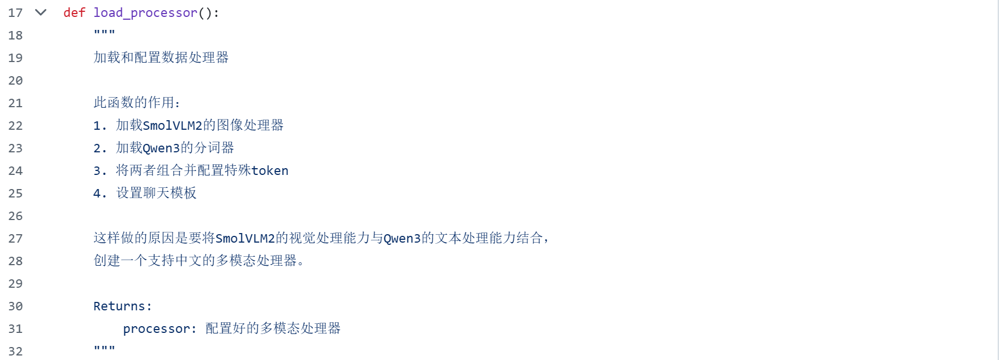 17 def load_processor():
18 """
19 加载和配置数据处理器
20
21 此函数的作用：
22 1. 加载SmolVLM2的图像处理器
23 2. 加载Qwen3的分词器
24 3. 将两者组合并配置特殊token
25 4. 设置聊天模板
26
27 这样做的原因是要将SmolVLM2的视觉处理能力与Qwen3的文本处理能力结合，
28 创建一个支持中文的多模态处理器。
29
30 Returns:
31 processor: 配置好的多模态处理器
32 """